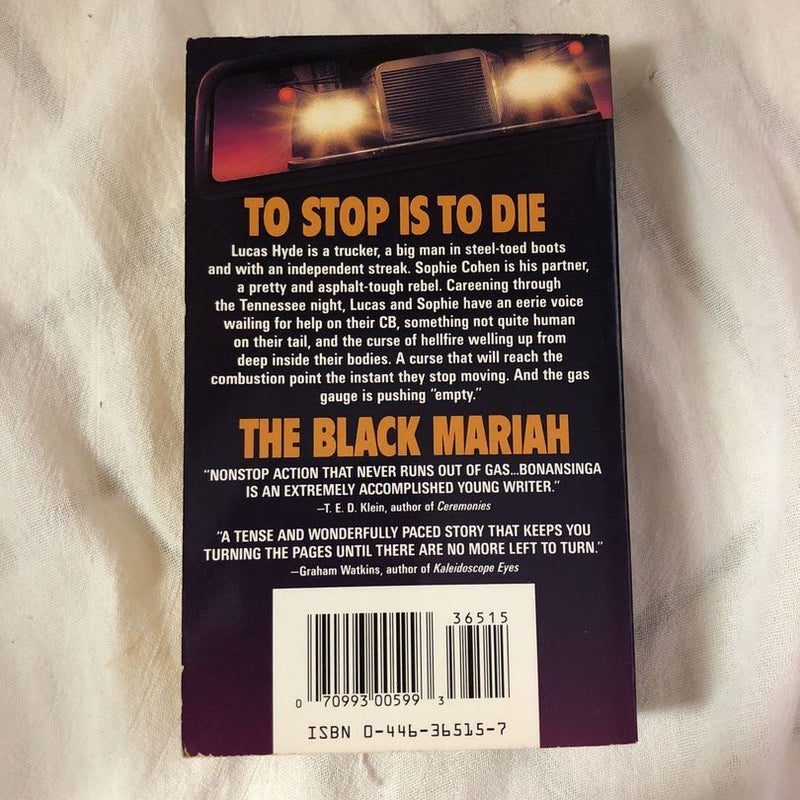 TO STOP IS TO DIE
Lucas Hyde is a trucker, a big man in steel-toed boots
and with an independent streak. Sophie Cohen is his partner,
a pretty and asphalt-tough rebel. Careening through
the Tennessee night, Lucas and Sophie have an eerie voice
wailing for help on their CB, something not quite human
on their tail, and the curse of hellfire welling up from
deep inside their bodies. A curse that will reach the
combustion point the instant they stop moving. And the gas
gauge is pushing “empty.”
THE BLACK MARIAH
“NONSTOP ACTION THAT NEVER RUNS OUT OF GAS...BONANSINGA
IS AN EXTREMELY ACCOMPLISHED YOUNG WRITER.”
—T. E. D. Klein, author of Ceremonies
“A TENSE AND WONDERFULLY PACED STORY THAT KEEPS YOU
TURNING THE PAGES UNTIL THERE ARE NO MORE LEFT TO TURN.”
—Graham Watkins, author of Kaleidoscope Eyes
36515
0 70993 00599 3
ISBN 0-446-36515-7